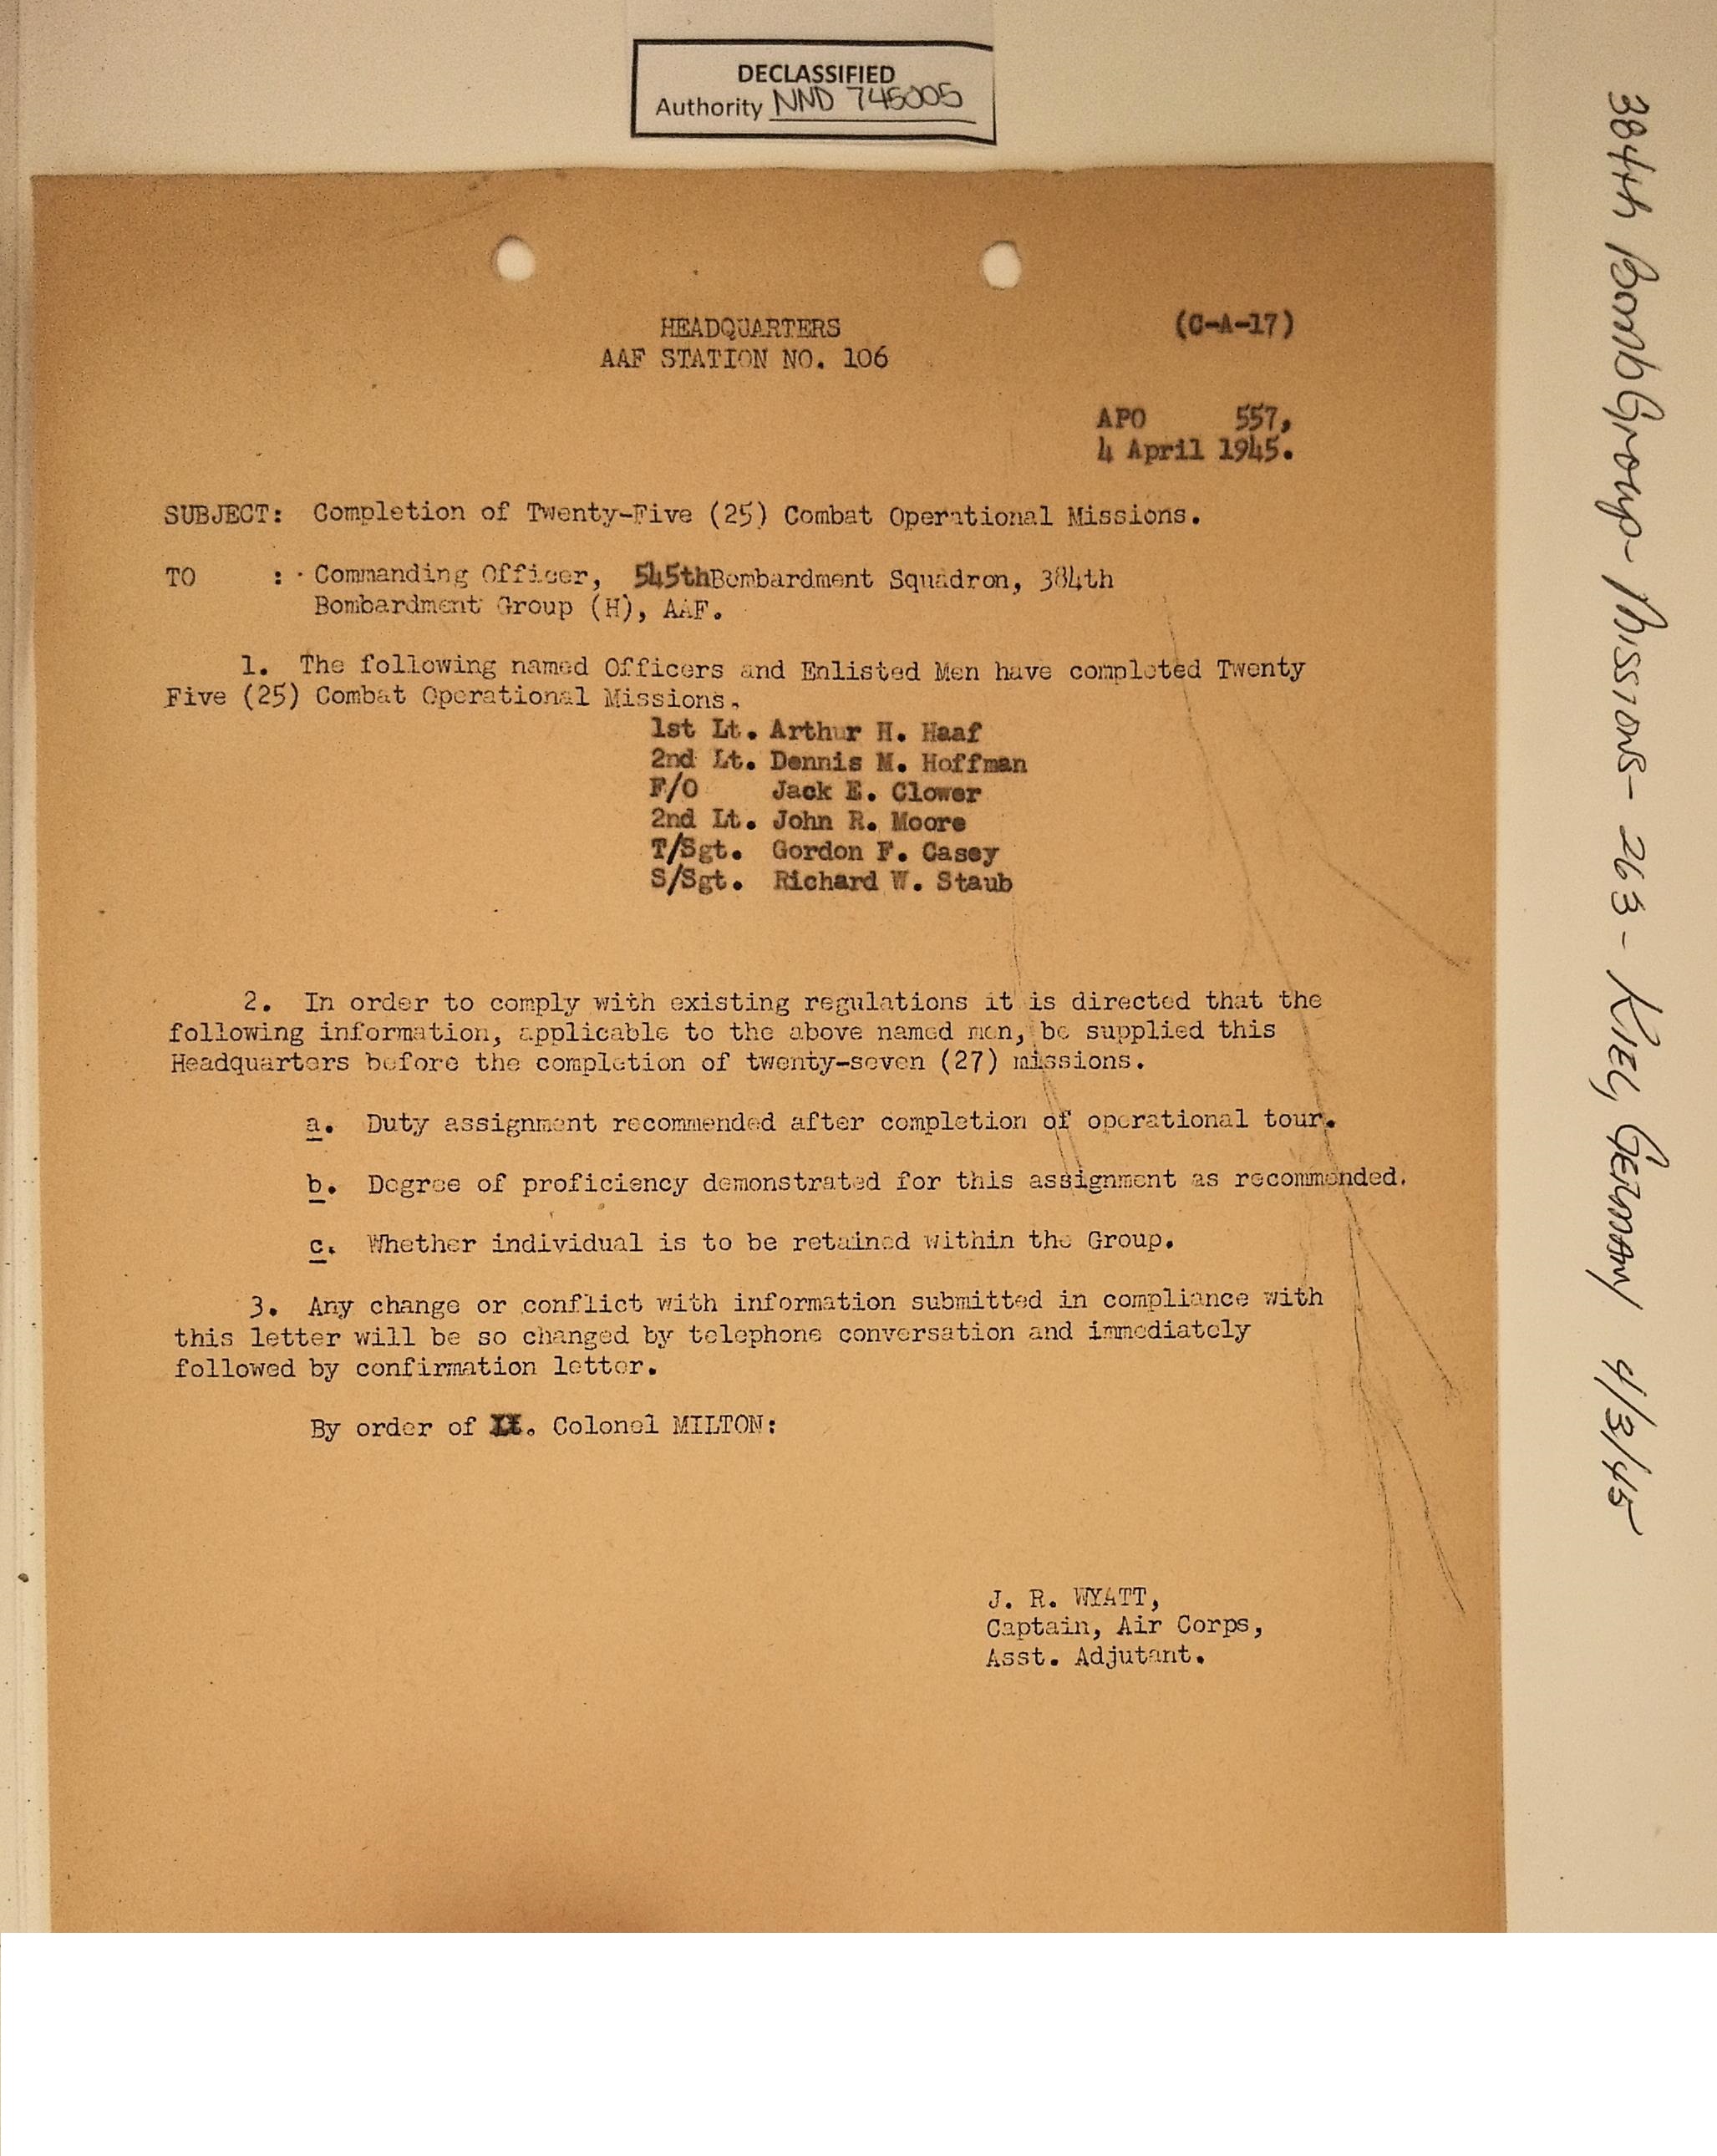 DECLASSIFIED
Authority NND 745005
HEADQUARTERS (C-A-17)
AAF STATION NO. 106
APO 557,
4 April 1945.
SUBJECT: Completion of Twenty-Five (25) Combat Operational Missions.
TO : Commanding Officer, 545thBombardment Squadron, 384th
Bombardment Group (H), AAF.
1. The following named Officers and Enlisted Men have completed Twenty
Five (25) Combat Operational Missions.
1st Lt. Arthur H. Haaf
2nd Lt. Dennis M. Hoffman
F/O Jack E. Clower
2nd Lt. John R. Moore
T/Sgt. Gordon F. Casey
S/Sgt. Richard W. Staub
2. In order to comply with existing regulations it is directed that the
following information, applicable to the above named men, be supplied this
Headquarters before the completion of twenty-seven (27) missions.
a. Duty assignment recommended after completion of operational tour.
b. Degree of proficiency demonstrated for this assignment as recommended.
c. Whether individual is to be retained within the Group.
3. Any change or conflict with information submitted in compliance with
this letter will be so changed by telephone conversation and immediately
followed by confirmation letter.
By order of Colonel MILTON:
J. R. WYATT,
Captain, Air Corps,
Asst. Adjutant.
384th Bomb Group - Missions - 263 - KIEL, GERMANY 4/3/45